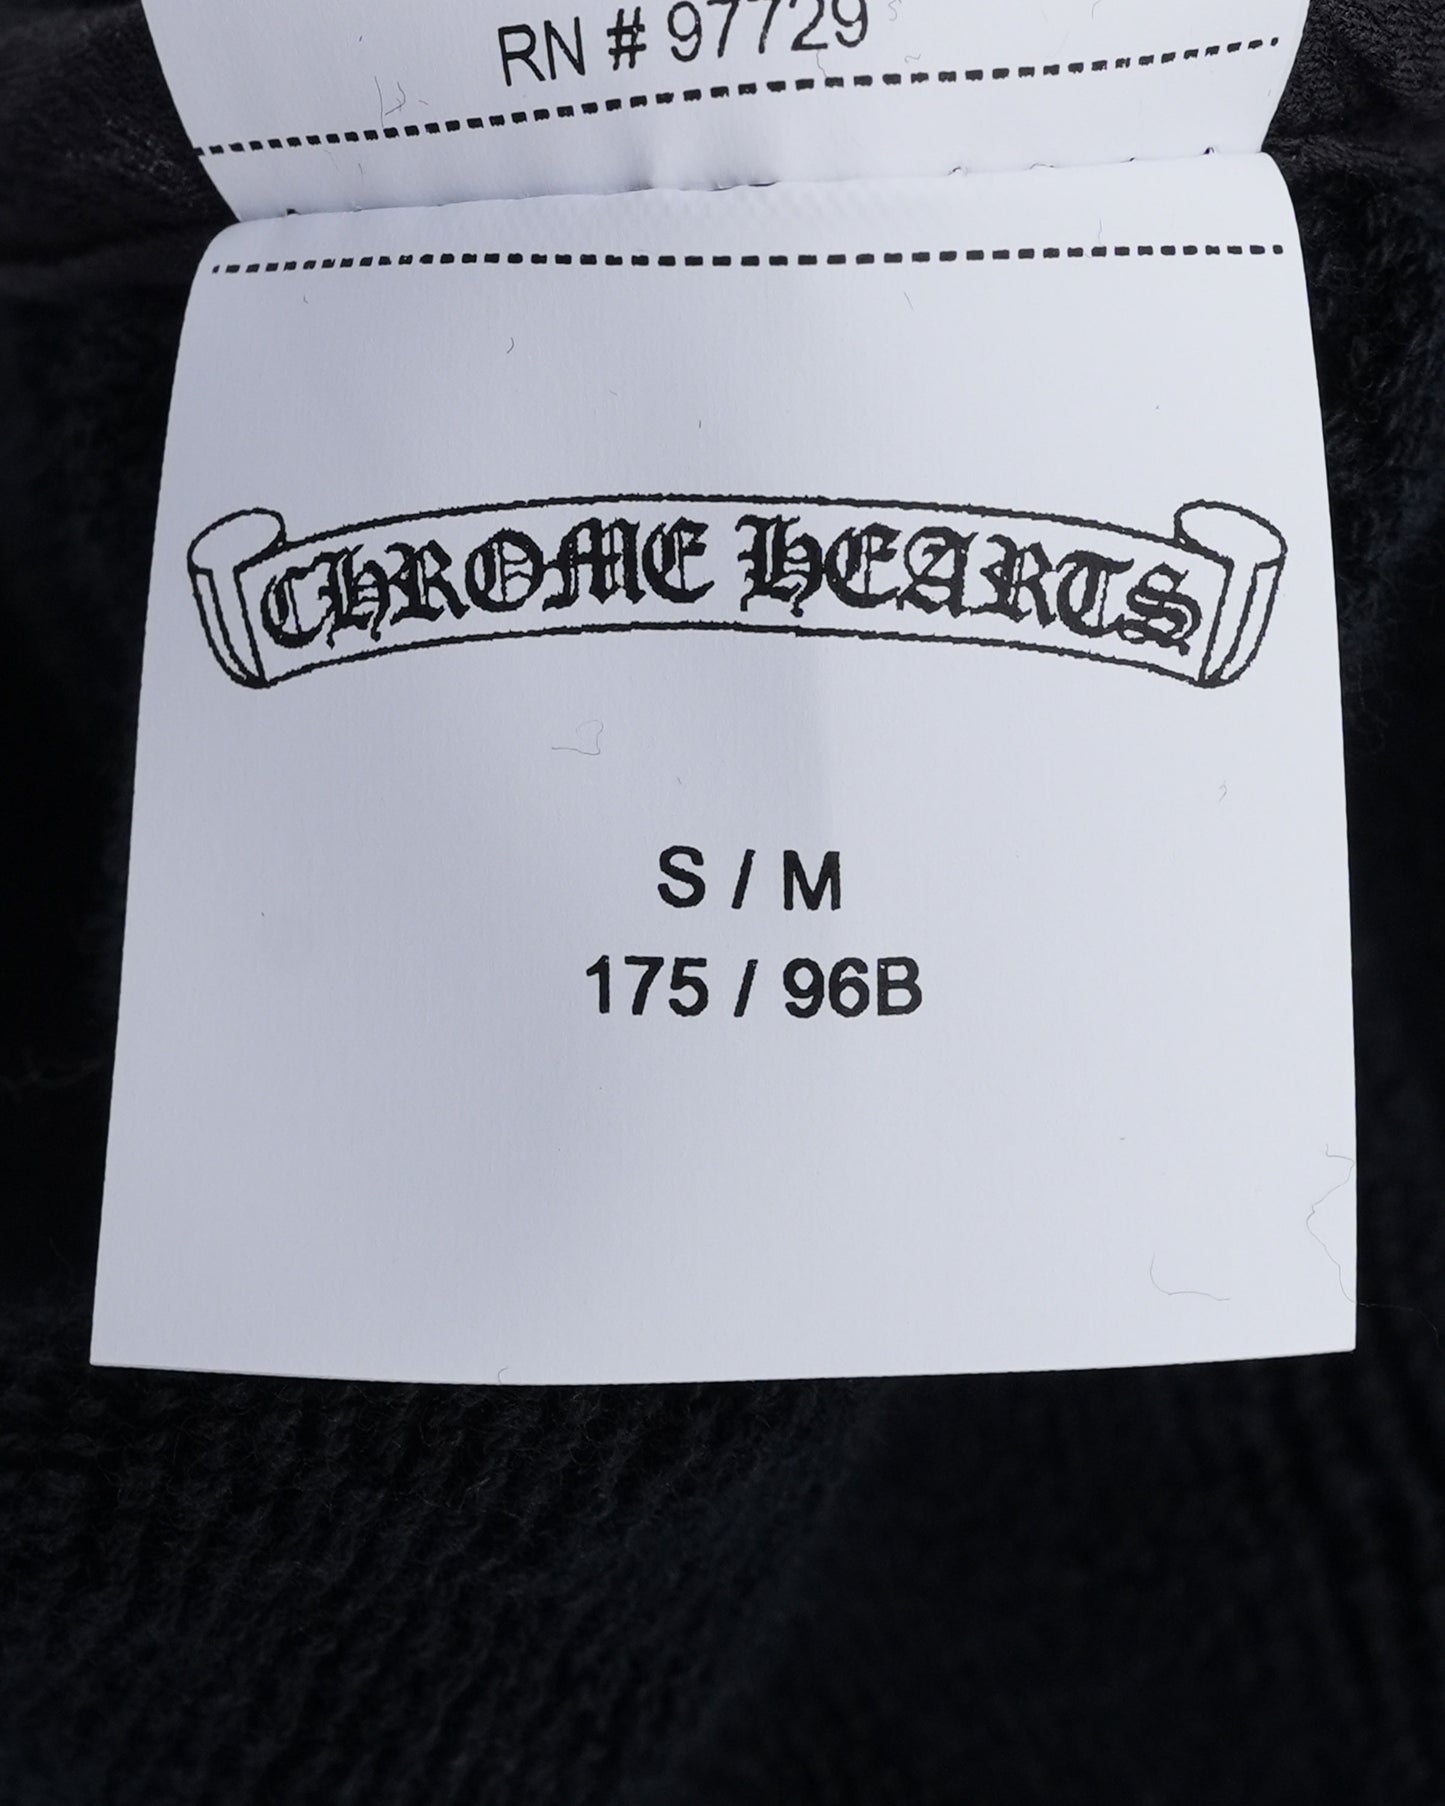 RN # 97729
CHROME HEARTS
S / M
175 / 96B